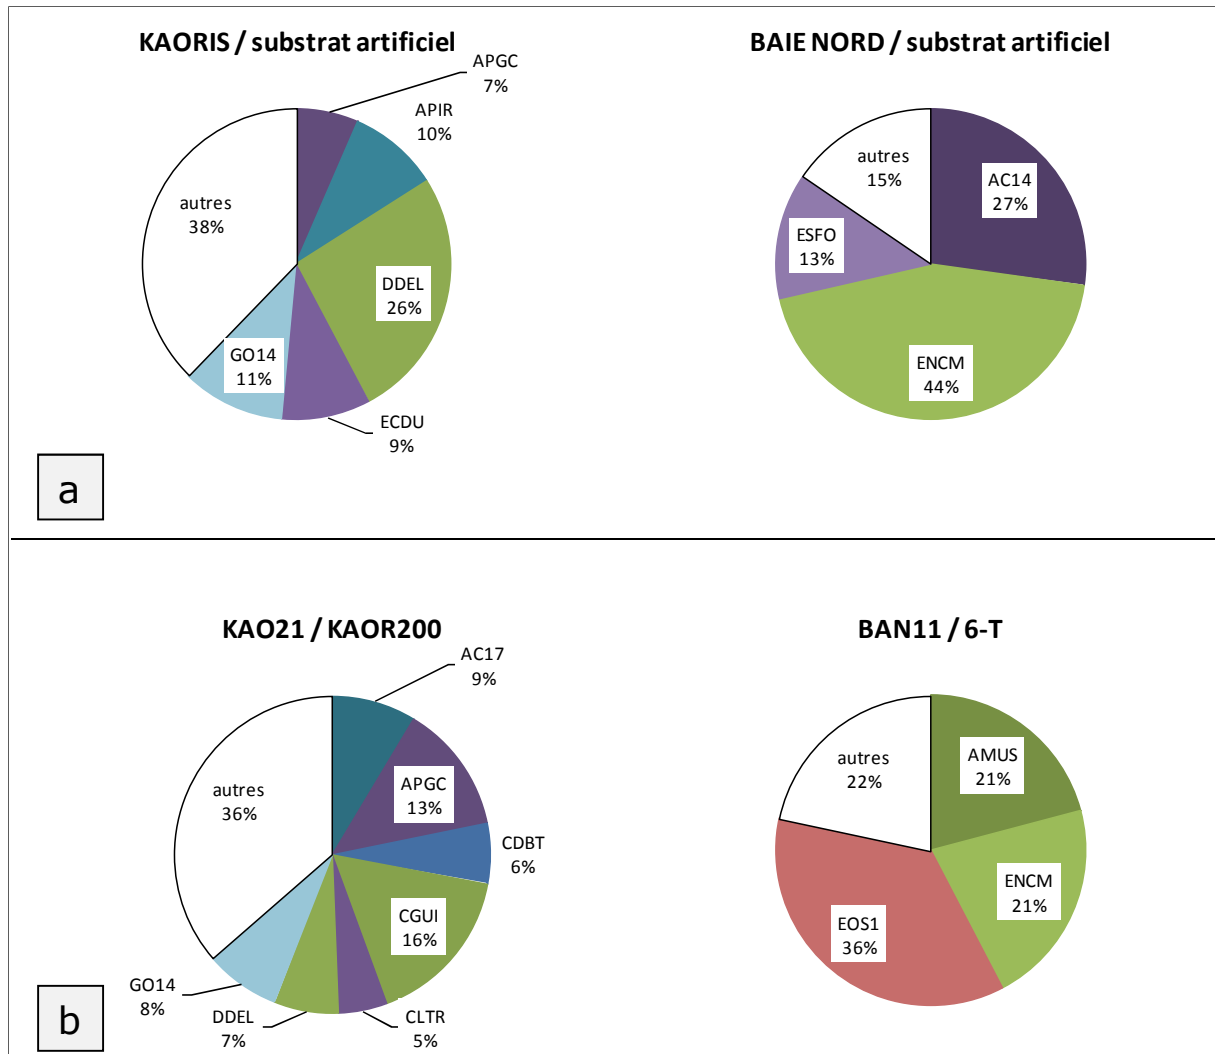 KAORIS / substrat artificiel
APGC
7%
APIR
10%
DDEL
26%
ECDU
9%
GO14
11%
autres
38%
BAIE NORD / substrat artificiel
AC14
27%
ENCM
44%
ESFO
13%
autres
15%
a
KAO21 / KAOR200
AC17
9%
APGC
13%
CDBT
6%
CGUI
16%
CLTR
5%
DDEL
7%
GO14
8%
autres
36%
BAN11 / 6-T
AMUS
21%
ENCM
21%
EOS1
36%
autres
22%
b